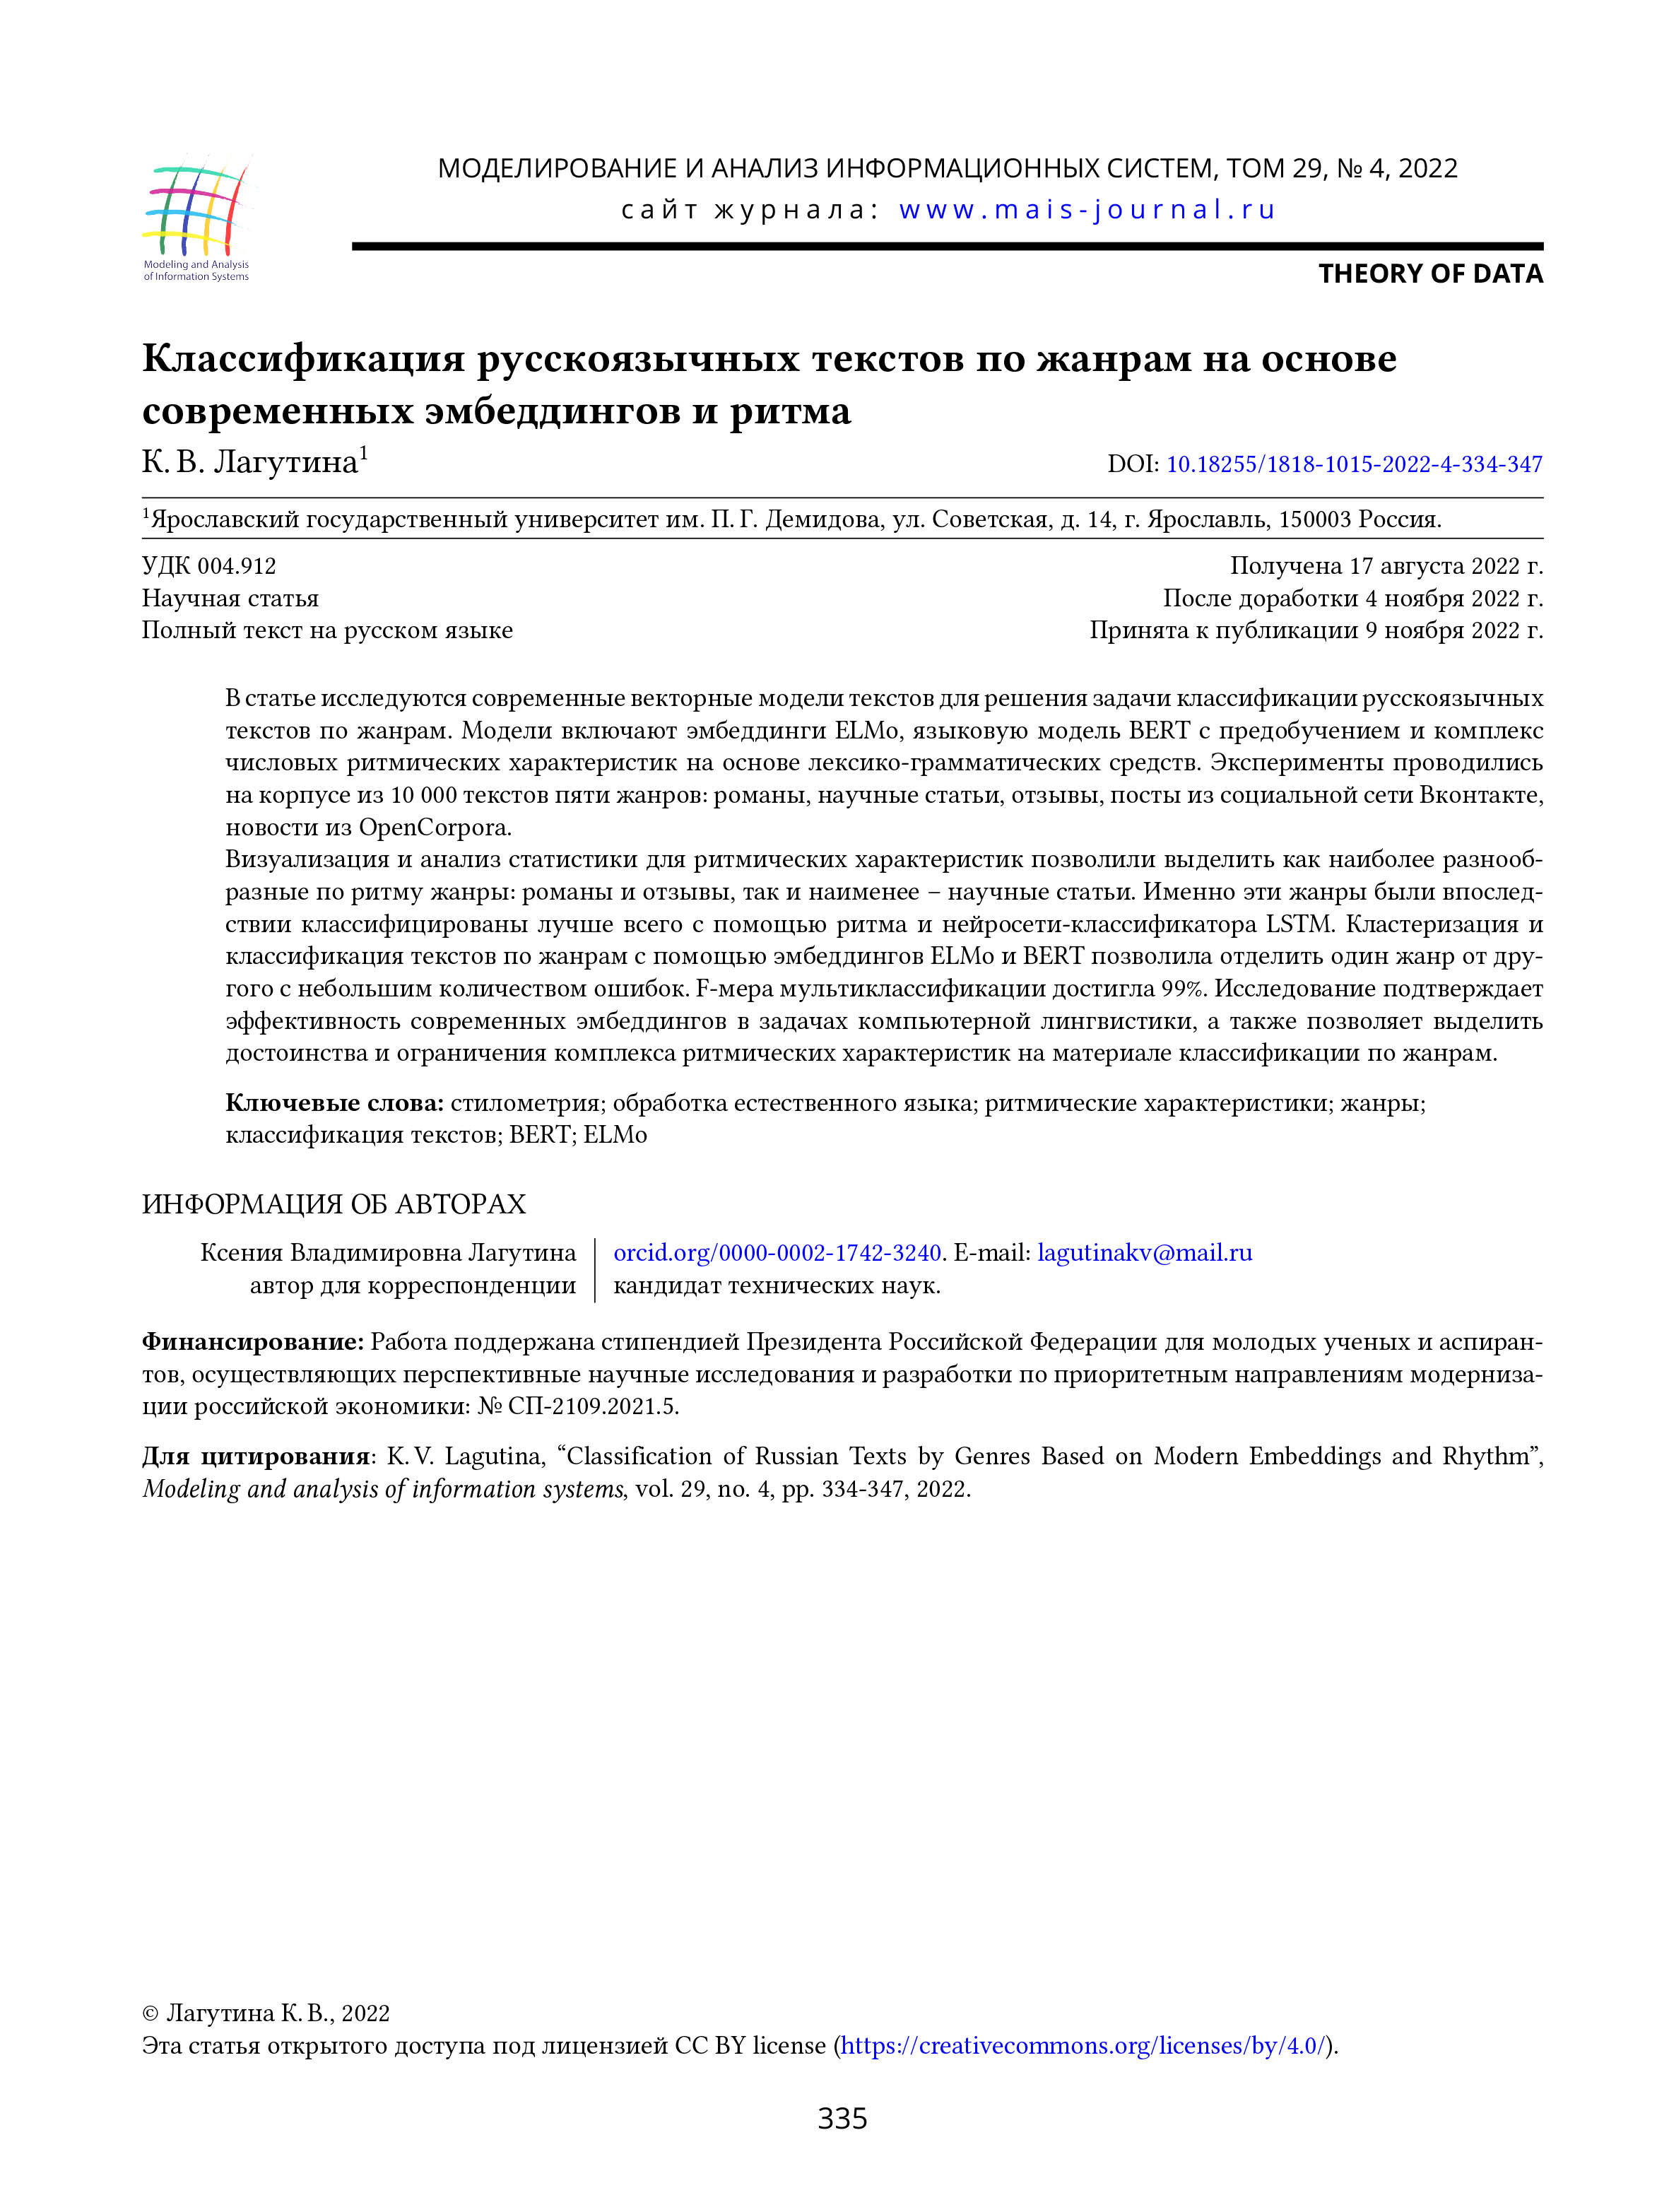 МОДЕЛИРОВАНИЕ И АНАЛИЗ ИНФОРМАЦИОННЫХ СИСТЕМ, ТОМ 29, № 4, 2022
сайт журнала: www.mais-journal.ru
Modeling and Analysis
of Information Systems
THEORY OF DATA
Классификация русскоязычных текстов по жанрам на основе
современных эмбеддингов и ритма
К. В. Лагутина¹
DOI: 10.18255/1818-1015-2022-4-334-347
¹Ярославский государственный университет им. П. Г. Демидова, ул. Советская, д. 14, г. Ярославль, 150003 Россия.
УДК 004.912
Научная статья
Полный текст на русском языке
Получена 17 августа 2022 г.
После доработки 4 ноября 2022 г.
Принята к публикации 9 ноября 2022 г.
В статье исследуются современные векторные модели текстов для решения задачи классификации русскоязычных
текстов по жанрам. Модели включают эмбеддинги ELMo, языковую модель BERT с предобучением и комплекс
числовых ритмических характеристик на основе лексико-грамматических средств. Эксперименты проводились
на корпусе из 10 000 текстов пяти жанров: романы, научные статьи, отзывы, посты из социальной сети Вконтакте,
новости из OpenCorpora.
Визуализация и анализ статистики для ритмических характеристик позволили выделить как наиболее разнооб-
разные по ритму жанры: романы и отзывы, так и наименее – научные статьи. Именно эти жанры были впослед-
ствии классифицированы лучше всего с помощью ритма и нейросети-классификатора LSTM. Кластеризация и
классификация текстов по жанрам с помощью эмбеддингов ELMo и BERT позволила отделить один жанр от дру-
гого с небольшим количеством ошибок. F-мера мультиклассификации достигла 99%. Исследование подтверждает
эффективность современных эмбеддингов в задачах компьютерной лингвистики, а также позволяет выделить
достоинства и ограничения комплекса ритмических характеристик на материале классификации по жанрам.
Ключевые слова: стилометрия; обработка естественного языка; ритмические характеристики; жанры;
классификация текстов; BERT; ELMo
ИНФОРМАЦИЯ ОБ АВТОРАХ
Ксения Владимировна Лагутина
автор для корреспонденции
orcid.org/0000-0002-1742-3240. E-mail: lagutinakv@mail.ru
кандидат технических наук.
Финансирование: Работа поддержана стипендией Президента Российской Федерации для молодых ученых и аспиран-
тов, осуществляющих перспективные научные исследования и разработки по приоритетным направлениям модерниза-
ции российской экономики: № СП-2109.2021.5.
Для цитирования: K. V. Lagutina, “Classification of Russian Texts by Genres Based on Modern Embeddings and Rhythm”,
Modeling and analysis of information systems, vol. 29, no. 4, pp. 334-347, 2022.
© Лагутина К. В., 2022
Эта статья открытого доступа под лицензией CC BY license (https://creativecommons.org/licenses/by/4.0/).
335